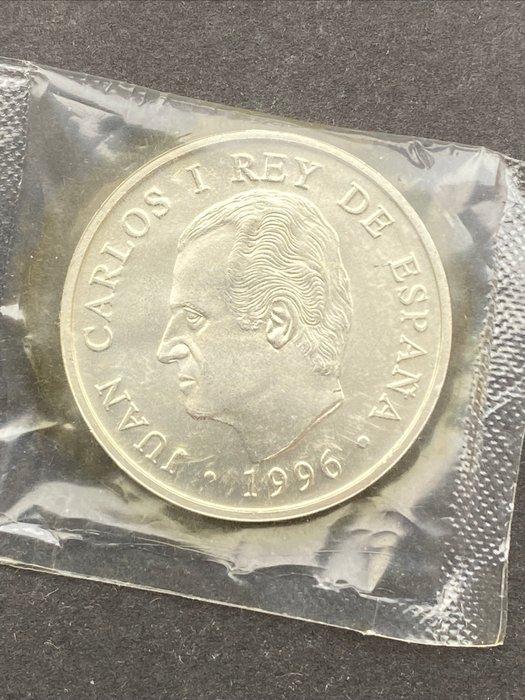 JUAN CARLOS I REY DE ESPAÑA
· 1996 ·